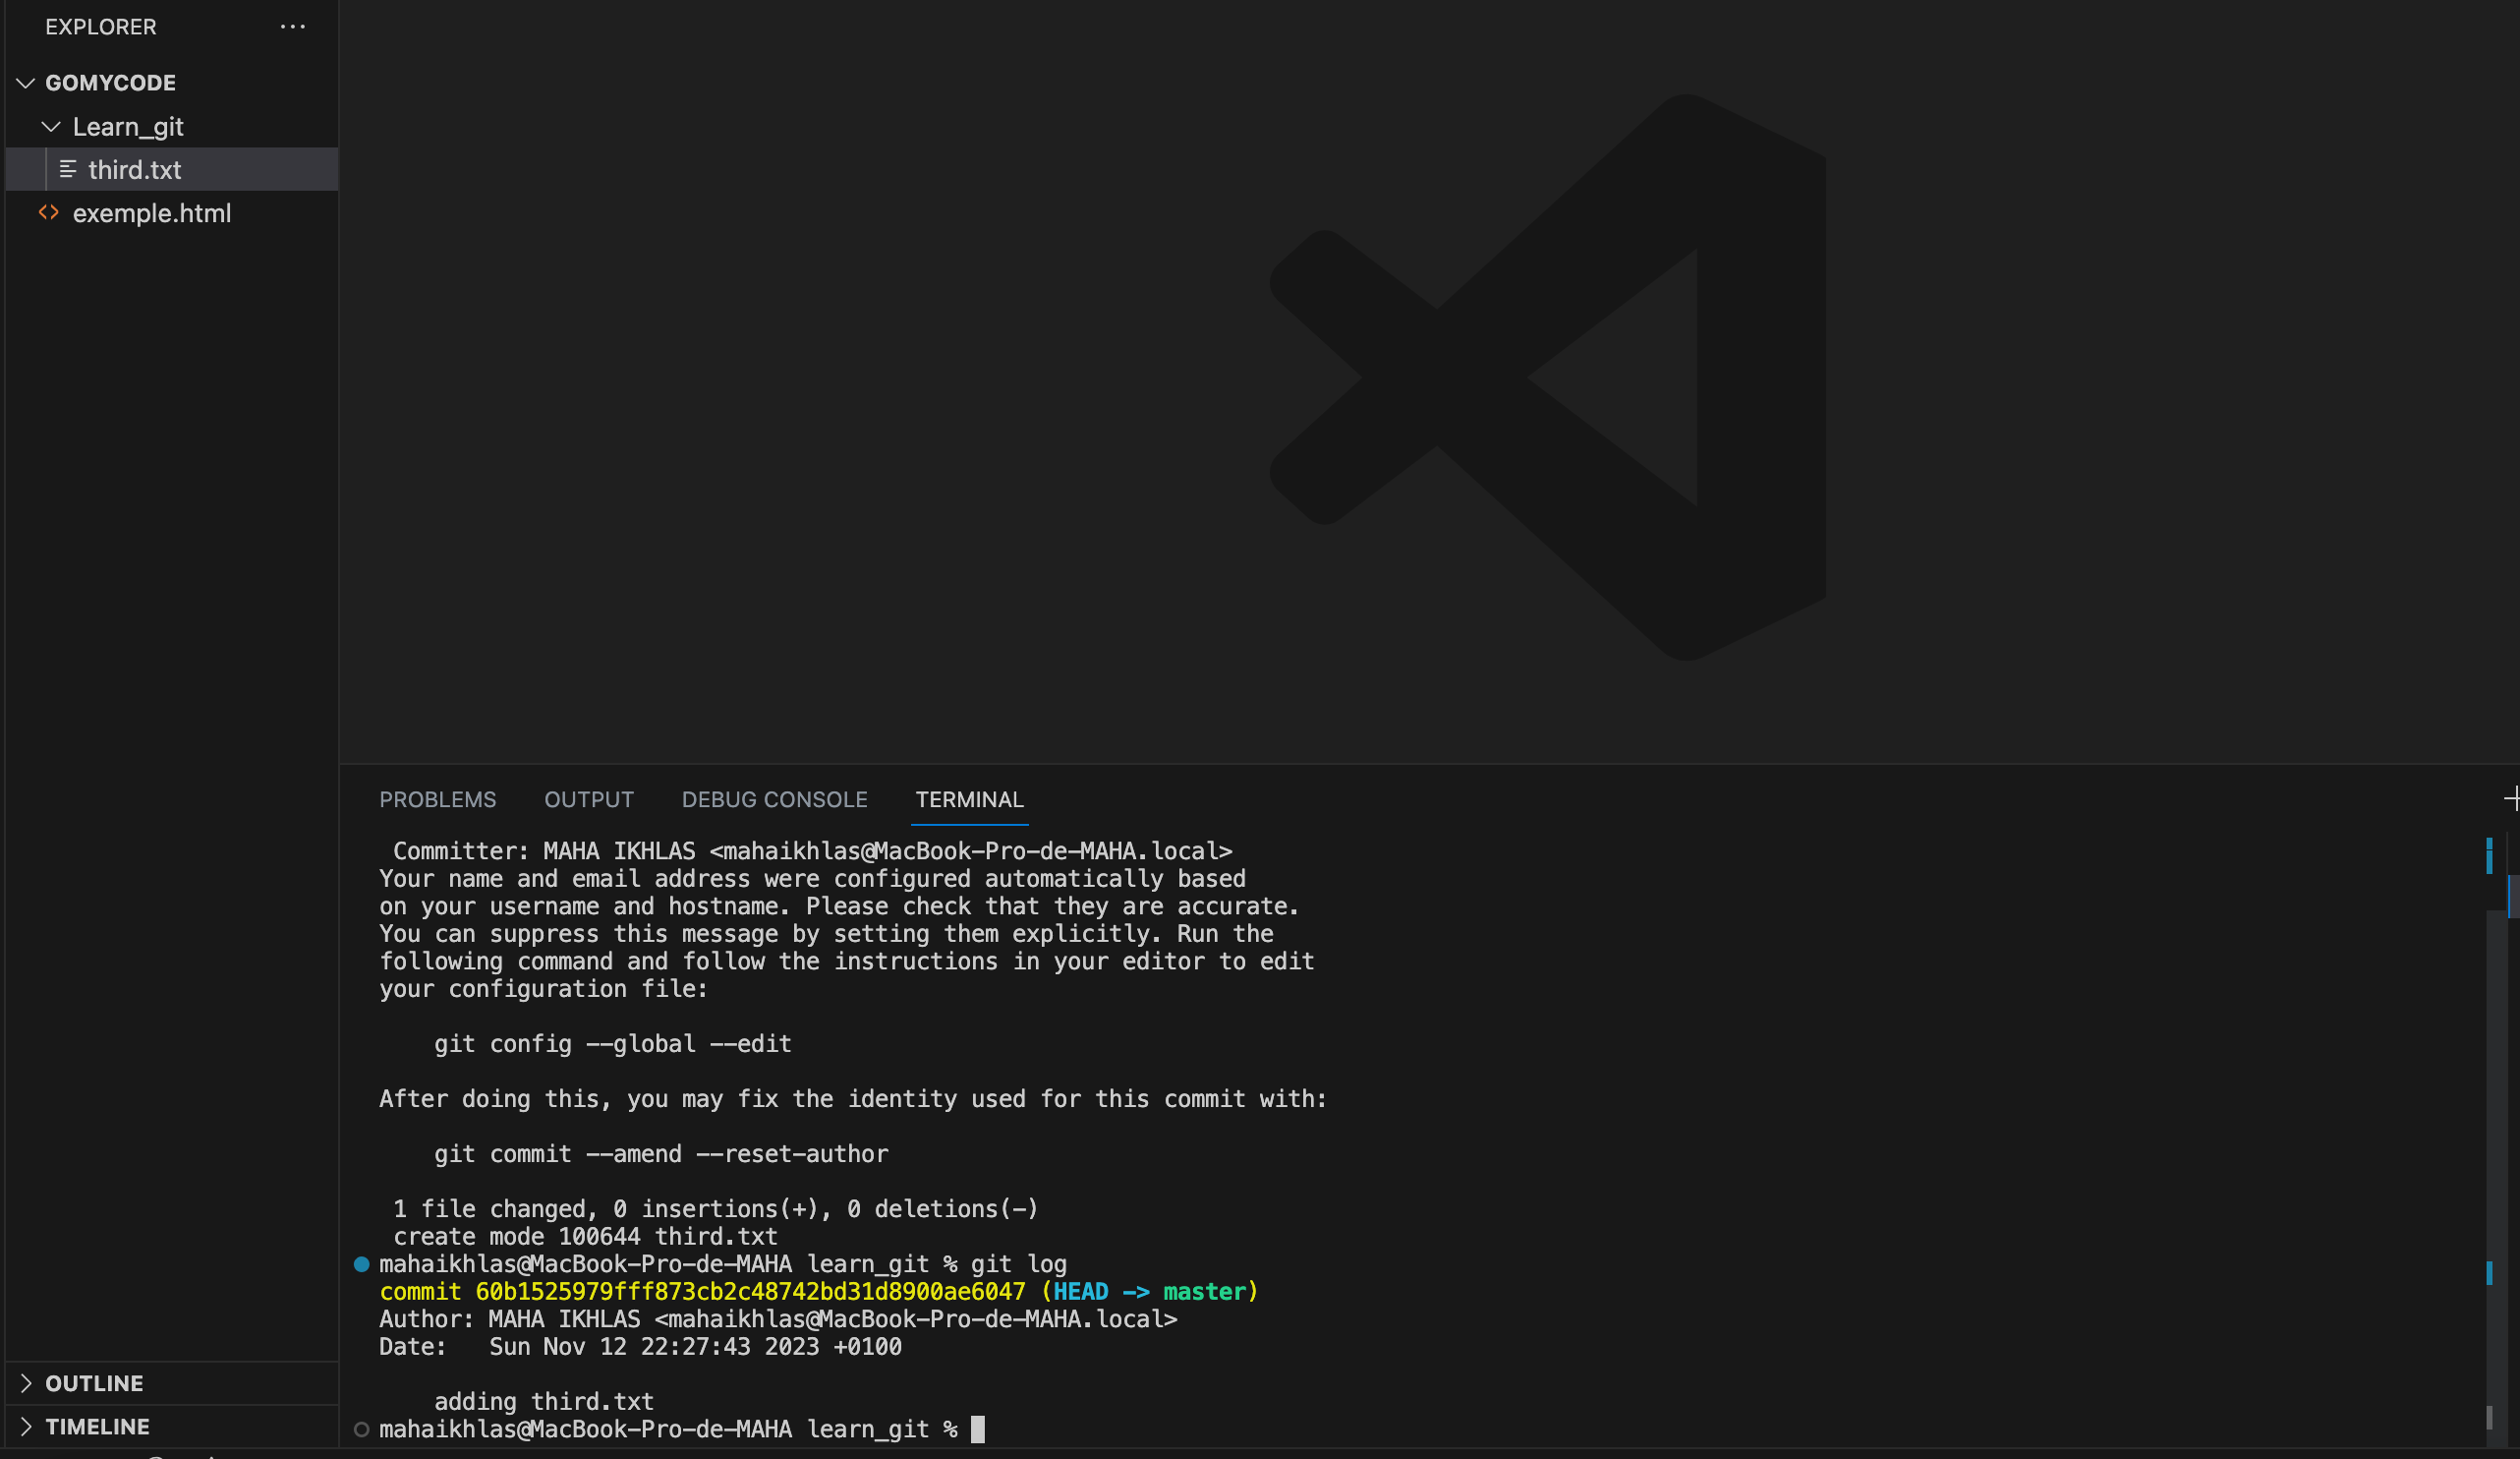 EXPLORER
GOMYCODE
Learn_git
third.txt
exemple.html
OUTLINE
TIMELINE
PROBLEMS OUTPUT DEBUG CONSOLE TERMINAL
Committer: MAHA IKHLAS <mahaikhlas@MacBook-Pro-de-MAHA.local>
Your name and email address were configured automatically based
on your username and hostname. Please check that they are accurate.
You can suppress this message by setting them explicitly. Run the
following command and follow the instructions in your editor to edit
your configuration file:
git config --global --edit
After doing this, you may fix the identity used for this commit with:
git commit --amend --reset-author
1 file changed, 0 insertions(+), 0 deletions(-)
create mode 100644 third.txt
mahaikhlas@MacBook-Pro-de-MAHA learn_git % git log
commit 60b1525979fff873cb2c48742bd31d8900ae6047 (HEAD -> master)
Author: MAHA IKHLAS <mahaikhlas@MacBook-Pro-de-MAHA.local>
Date:   Sun Nov 12 22:27:43 2023 +0100
adding third.txt
mahaikhlas@MacBook-Pro-de-MAHA learn_git %